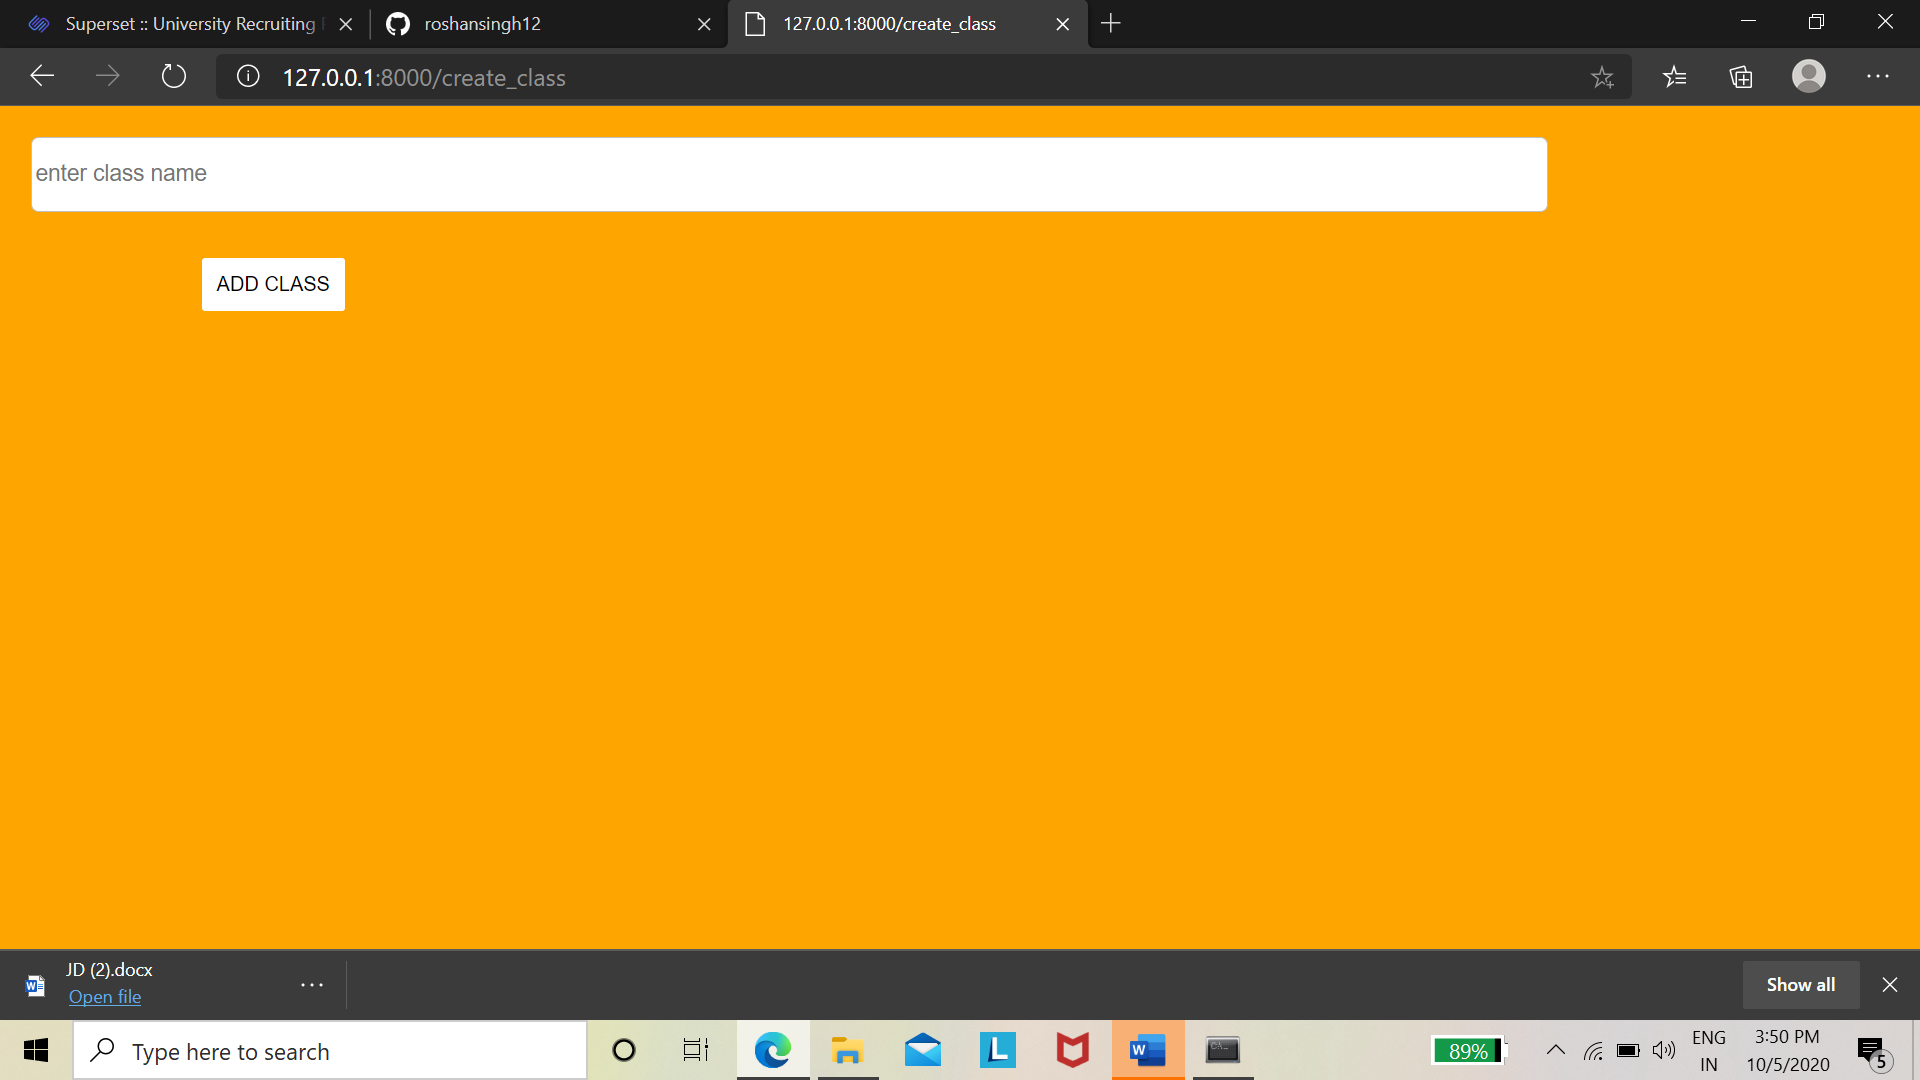 Superset :: University Recruiting
roshansingh12
127.0.0.1:8000/create_class
127.0.0.1:8000/create_class
enter class name
ADD CLASS
JD (2).docx
Open file
Show all
Type here to search
89%
ENG
IN
3:50 PM
10/5/2020
5